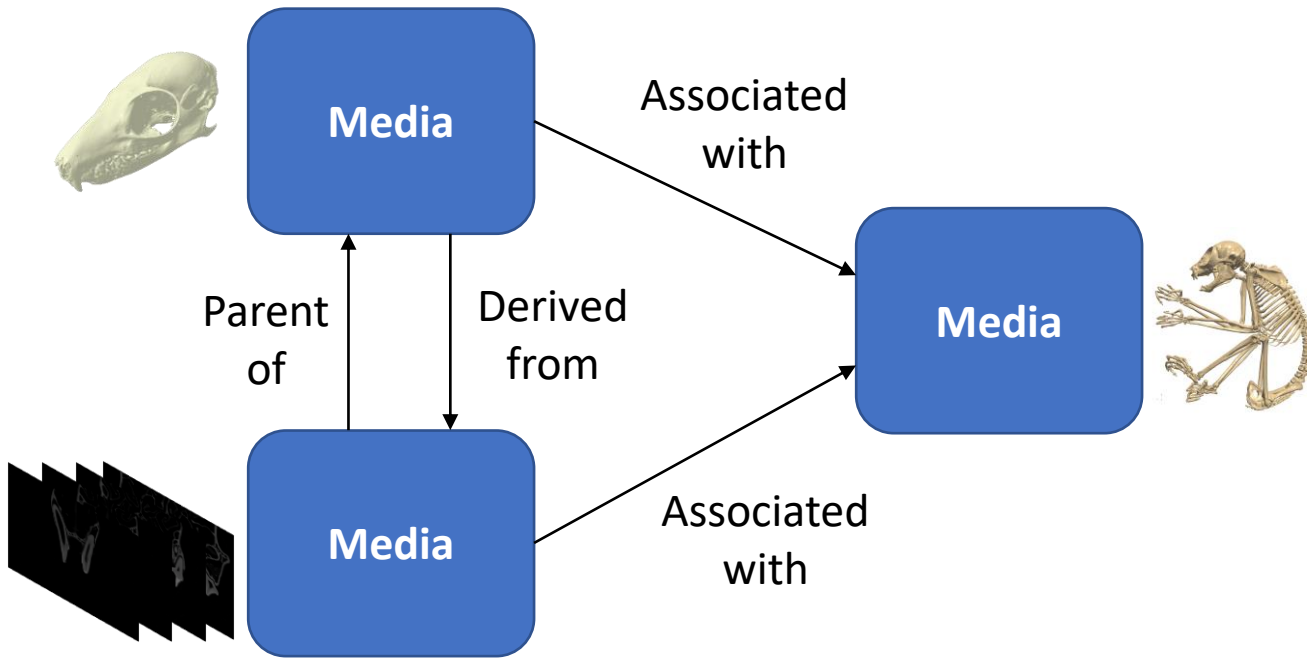 Media
Associated
with
Media
Parent
of
Derived
from
Media
Associated
with